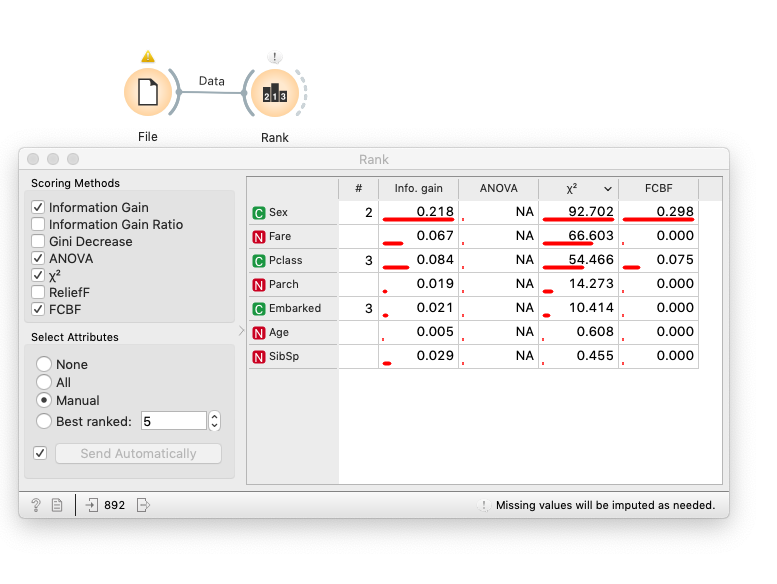 Data
2 1 3
File
Rank
Rank
Scoring Methods
Information Gain
Information Gain Ratio
Gini Decrease
ANOVA
χ²
ReliefF
FCBF
Select Attributes
None
All
Manual
Best ranked: 5
Send Automatically
# Info. gain ANOVA χ² FCBF
C Sex 2 0.218 NA 92.702 0.298
N Fare 0.067 NA 66.603 0.000
C Pclass 3 0.084 NA 54.466 0.075
N Parch 0.019 NA 14.273 0.000
C Embarked 3 0.021 NA 10.414 0.000
N Age 0.005 NA 0.608 0.000
N SibSp 0.029 NA 0.455 0.000
? 892 ! Missing values will be imputed as needed.